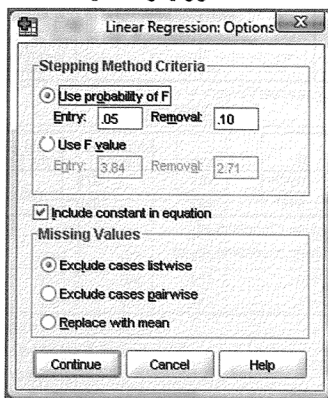 Linear Regression: Options
Stepping Method Criteria
Use probability of F
Entry: .05 Removal: .10
Use F value
Entry: 3.84 Removal: 2.71
Include constant in equation
Missing Values
Exclude cases listwise
Exclude cases pairwise
Replace with mean
Continue Cancel Help